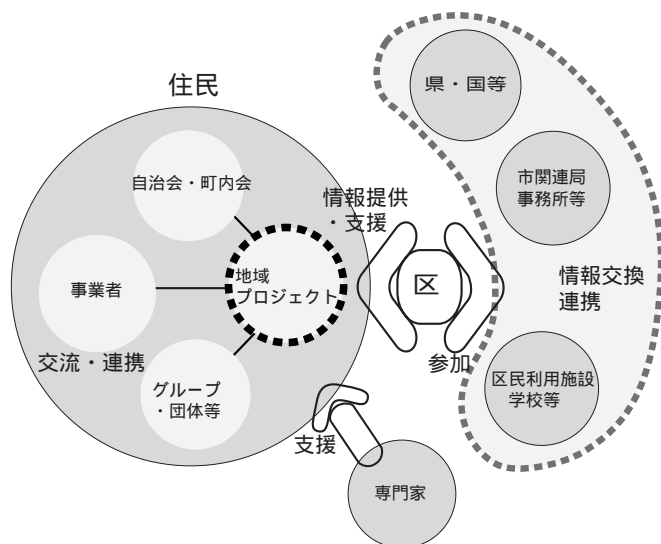 住民
自治会・町内会
事業者
交流・連携
グループ
・団体等
地域
プロジェクト
情報提供
・支援
区
参加
支援
専門家
県・国等
市関連局
事務所等
情報交換
連携
区民利用施設
学校等